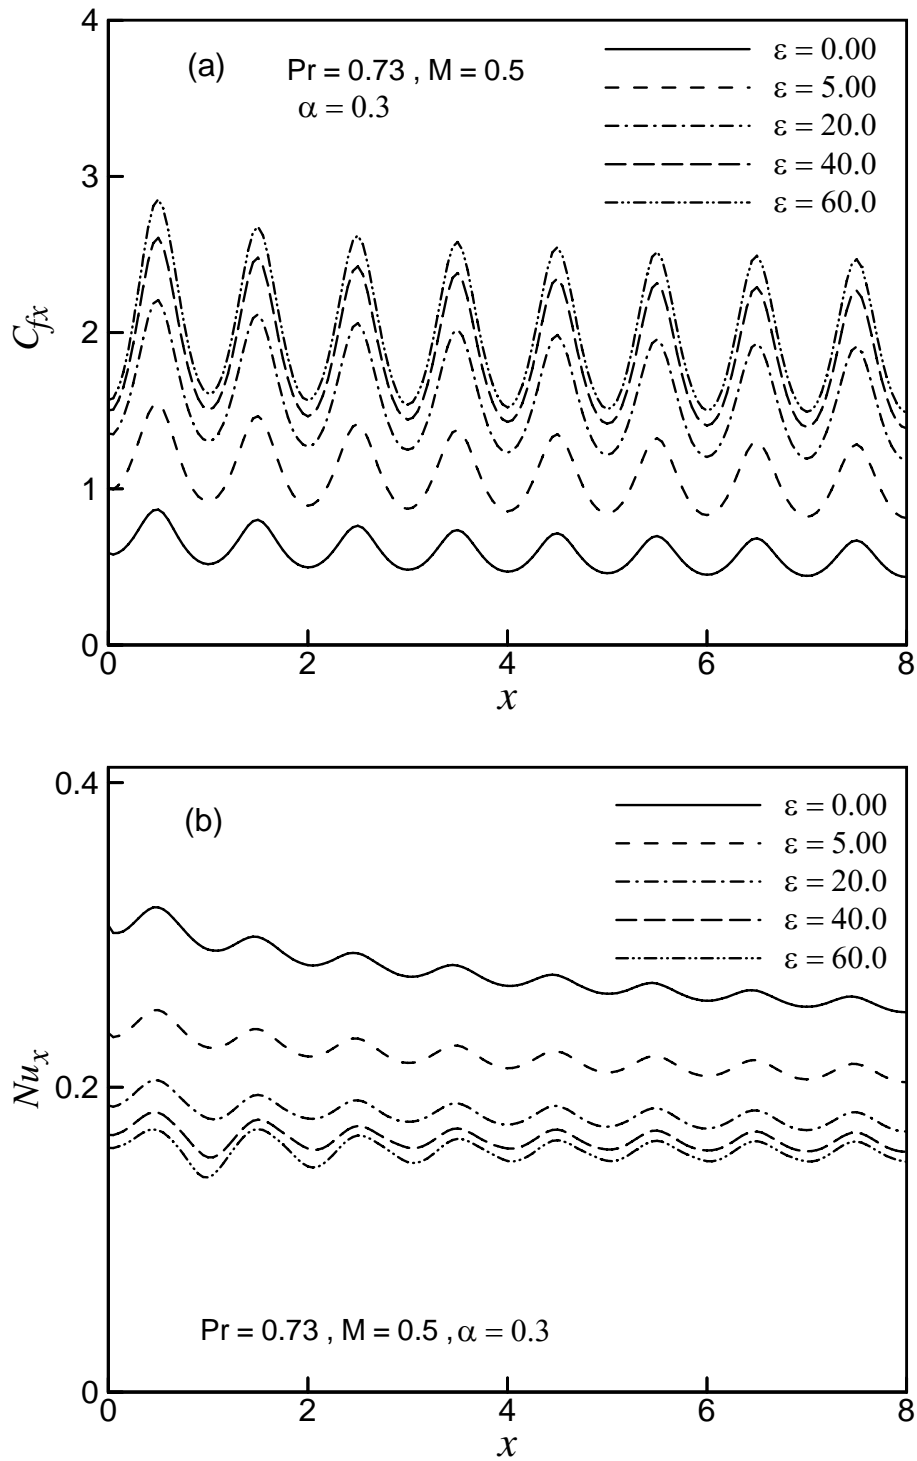 4
(a)
Pr = 0.73 , M = 0.5
α = 0.3
ε = 0.00
ε = 5.00
ε = 20.0
ε = 40.0
ε = 60.0
3
C_fx
2
1
0
0 2 4 6 8
x
0.4
(b)
ε = 0.00
ε = 5.00
ε = 20.0
ε = 40.0
ε = 60.0
Nu_x
0.2
Pr = 0.73 , M = 0.5 , α = 0.3
0
0 2 4 6 8
x